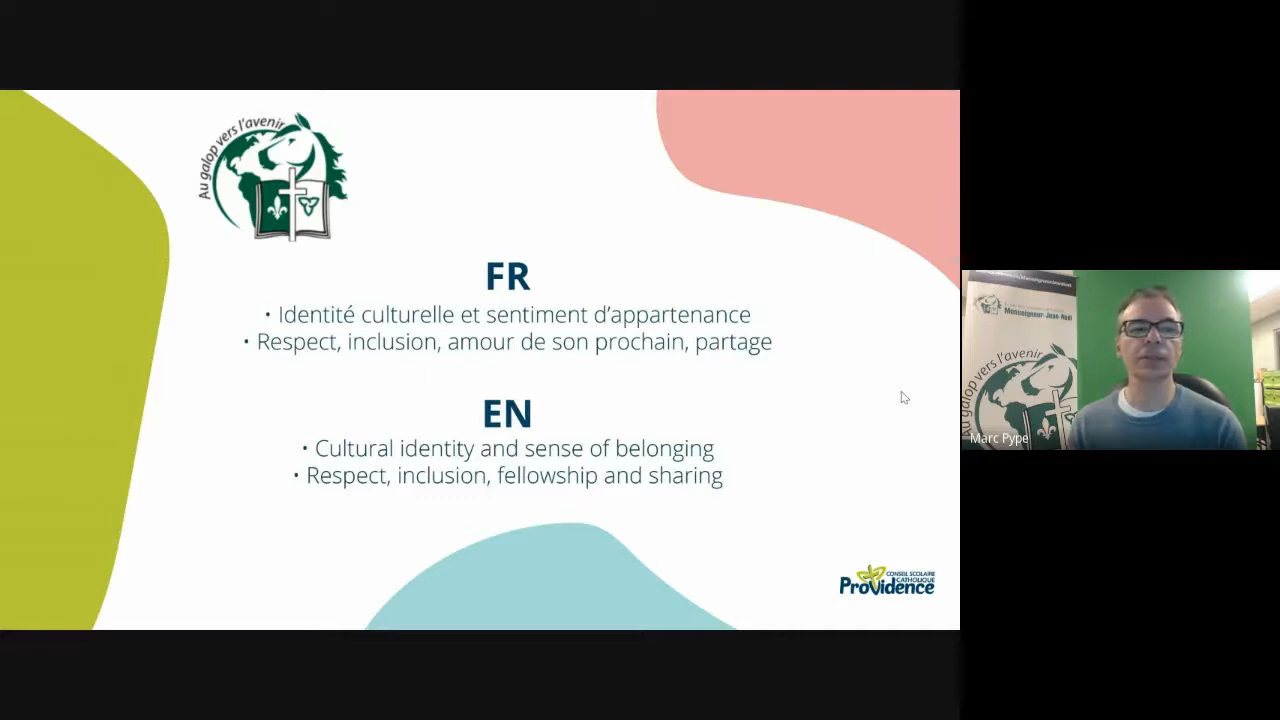 Au galop vers l'avenir
FR
• Identité culturelle et sentiment d’appartenance
• Respect, inclusion, amour de son prochain, partage
EN
• Cultural identity and sense of belonging
• Respect, inclusion, fellowship and sharing
CONSEIL SCOLAIRE
CATHOLIQUE
Providence
Monseigneur-Jean-Noël
Au galop vers l'avenir
Marc Pype